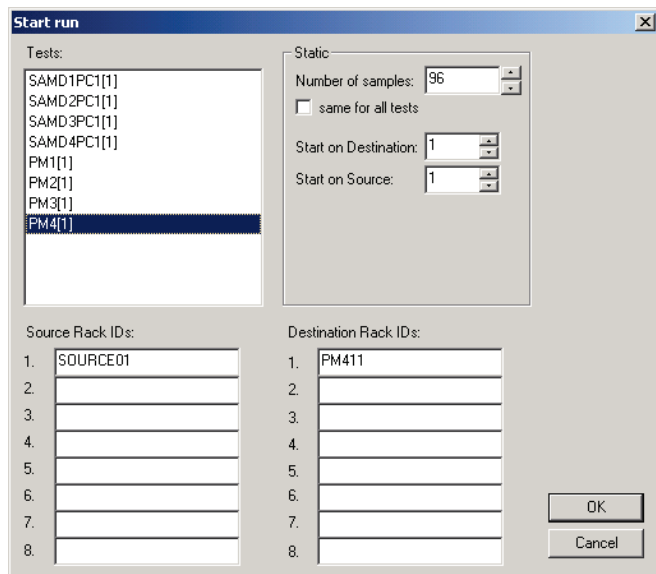 Start run
Tests:
SAMD1PC1[1]
SAMD2PC1[1]
SAMD3PC1[1]
SAMD4PC1[1]
PM1[1]
PM2[1]
PM3[1]
PM4[1]
Static
Number of samples: 96
same for all tests
Start on Destination: 1
Start on Source: 1
Source Rack IDs:
1. SOURCE01
2.
3.
4.
5.
6.
7.
8.
Destination Rack IDs:
1. PM411
2.
3.
4.
5.
6.
7.
8.
OK
Cancel